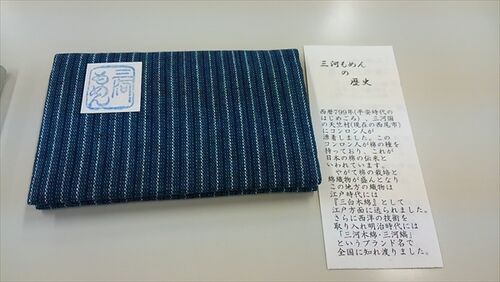 三河
もめん
三河もめん
の
歴史
西暦799年(平安時代の
はじめごろ)、三河国
の天竺村(現在の西尾市)
にコンロン人が
漂着しました。この
コンロン人が棉の種を
持っており、これが
日本の棉の伝来と
いわれています。
やがて棉の栽培と
綿織物が盛んとなり
この地方の織物は
江戸時代には
『三白木綿』として
江戸方面に送られました。
さらに西洋の技術を
取り入れ明治時代には
「三河木綿・三河縞」
というブランド名で
全国に知れ渡りました。